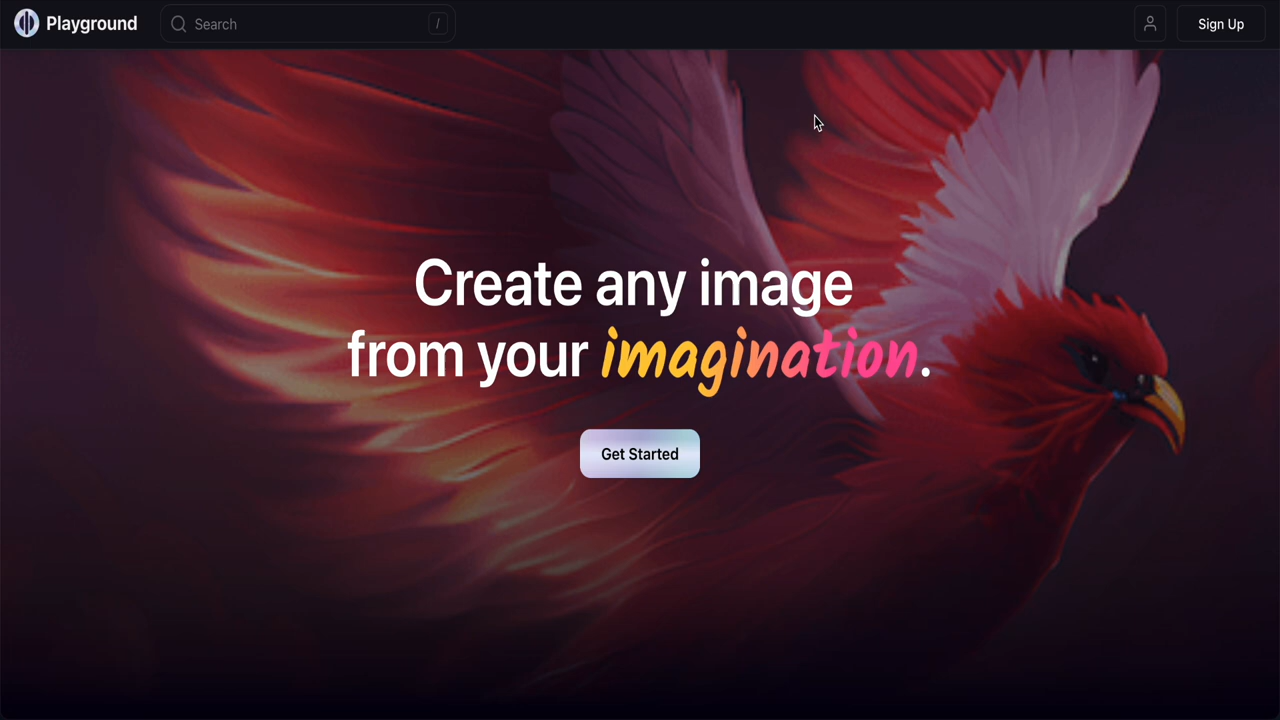 Playground
Search
/
Sign Up
Create any image
from your imagination.
Get Started